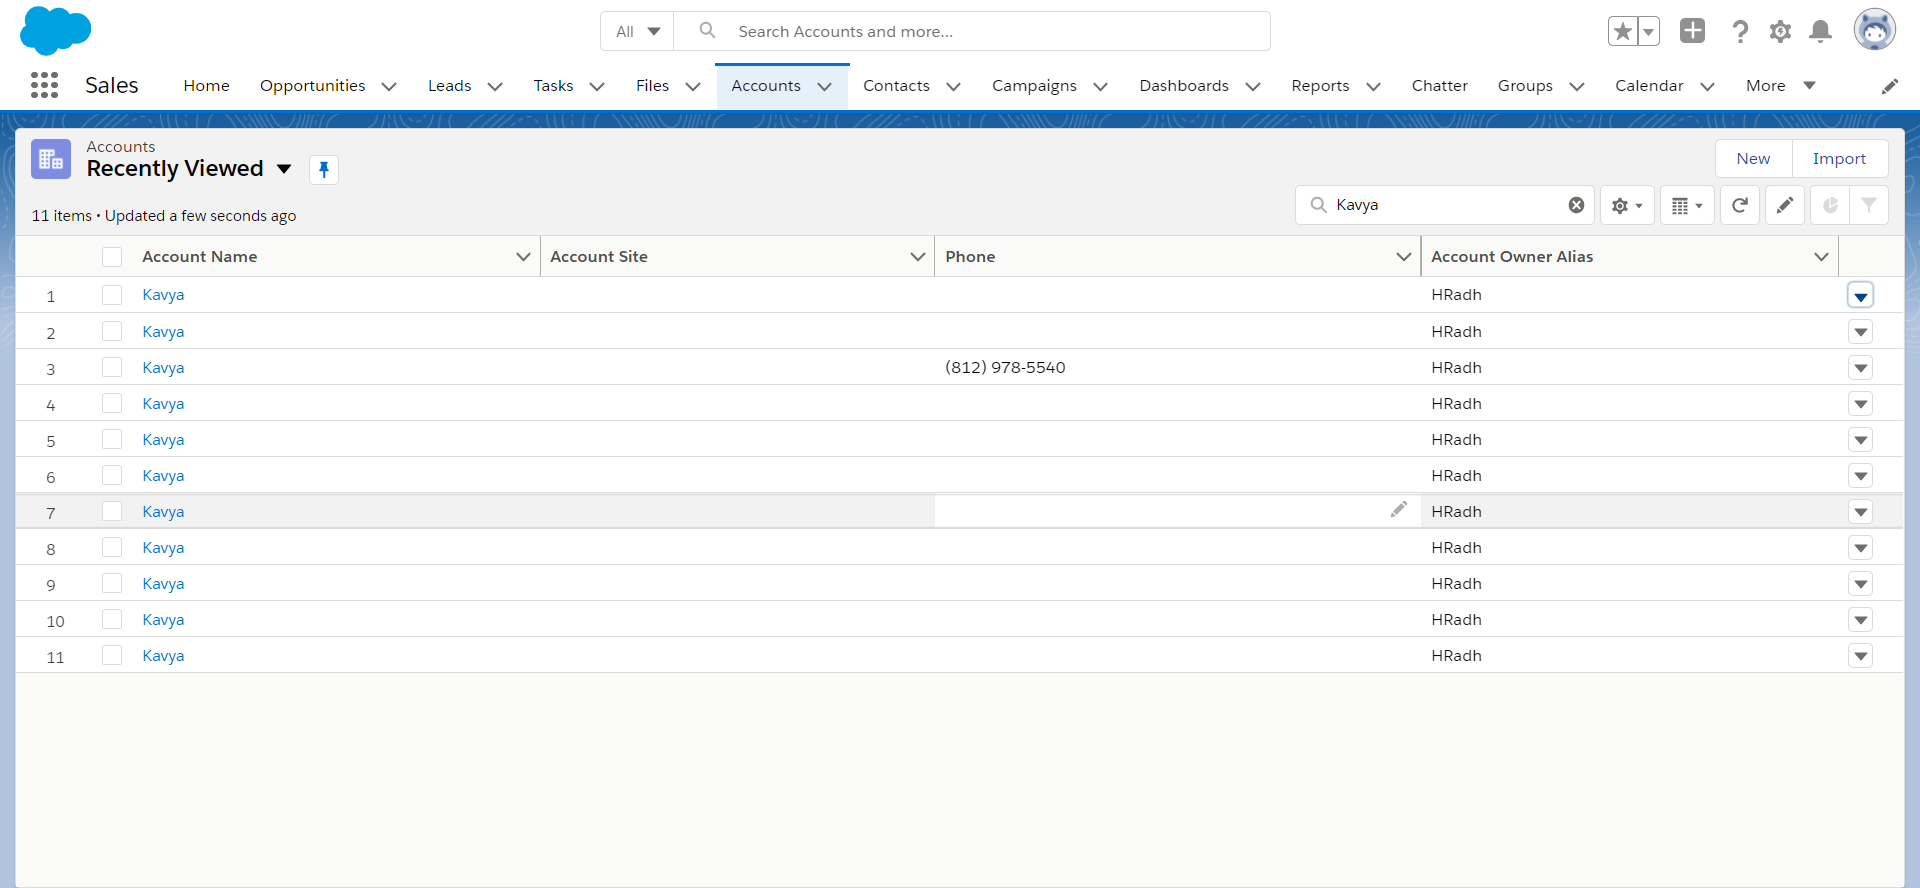 All Search Accounts and more...
Sales Home Opportunities Leads Tasks Files Accounts Contacts Campaigns Dashboards Reports Chatter Groups Calendar More
Accounts
Recently Viewed
New Import
11 items • Updated a few seconds ago
Kavya
Account Name Account Site Phone Account Owner Alias
1 Kavya HRadh
2 Kavya HRadh
3 Kavya (812) 978-5540 HRadh
4 Kavya HRadh
5 Kavya HRadh
6 Kavya HRadh
7 Kavya HRadh
8 Kavya HRadh
9 Kavya HRadh
10 Kavya HRadh
11 Kavya HRadh